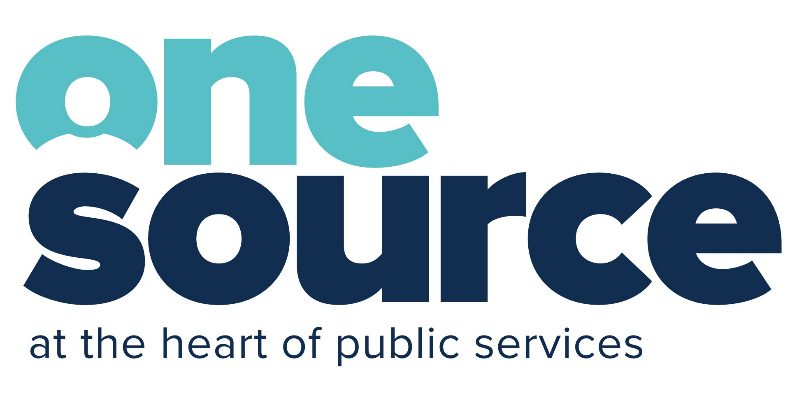 one
source
at the heart of public services